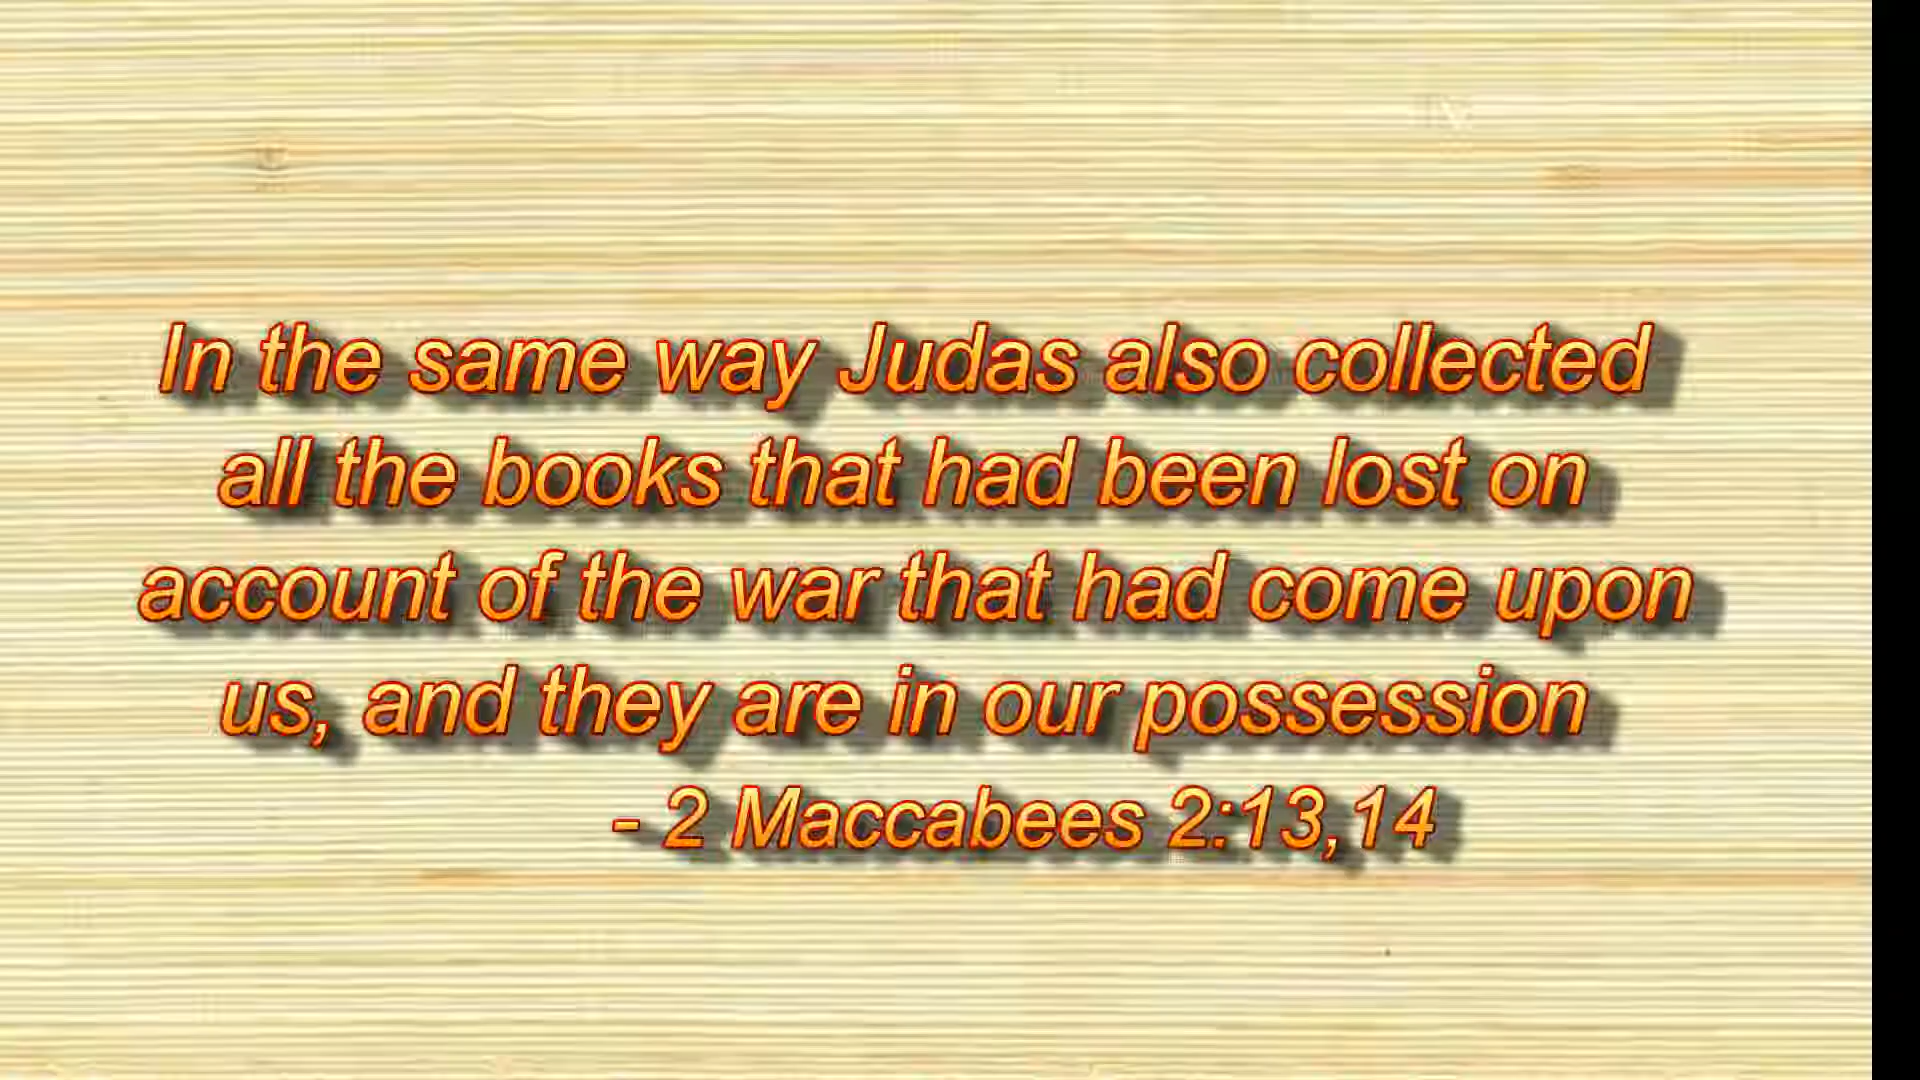 In the same way Judas also collected
all the books that had been lost on
account of the war that had come upon
us, and they are in our possession
- 2 Maccabees 2:13,14